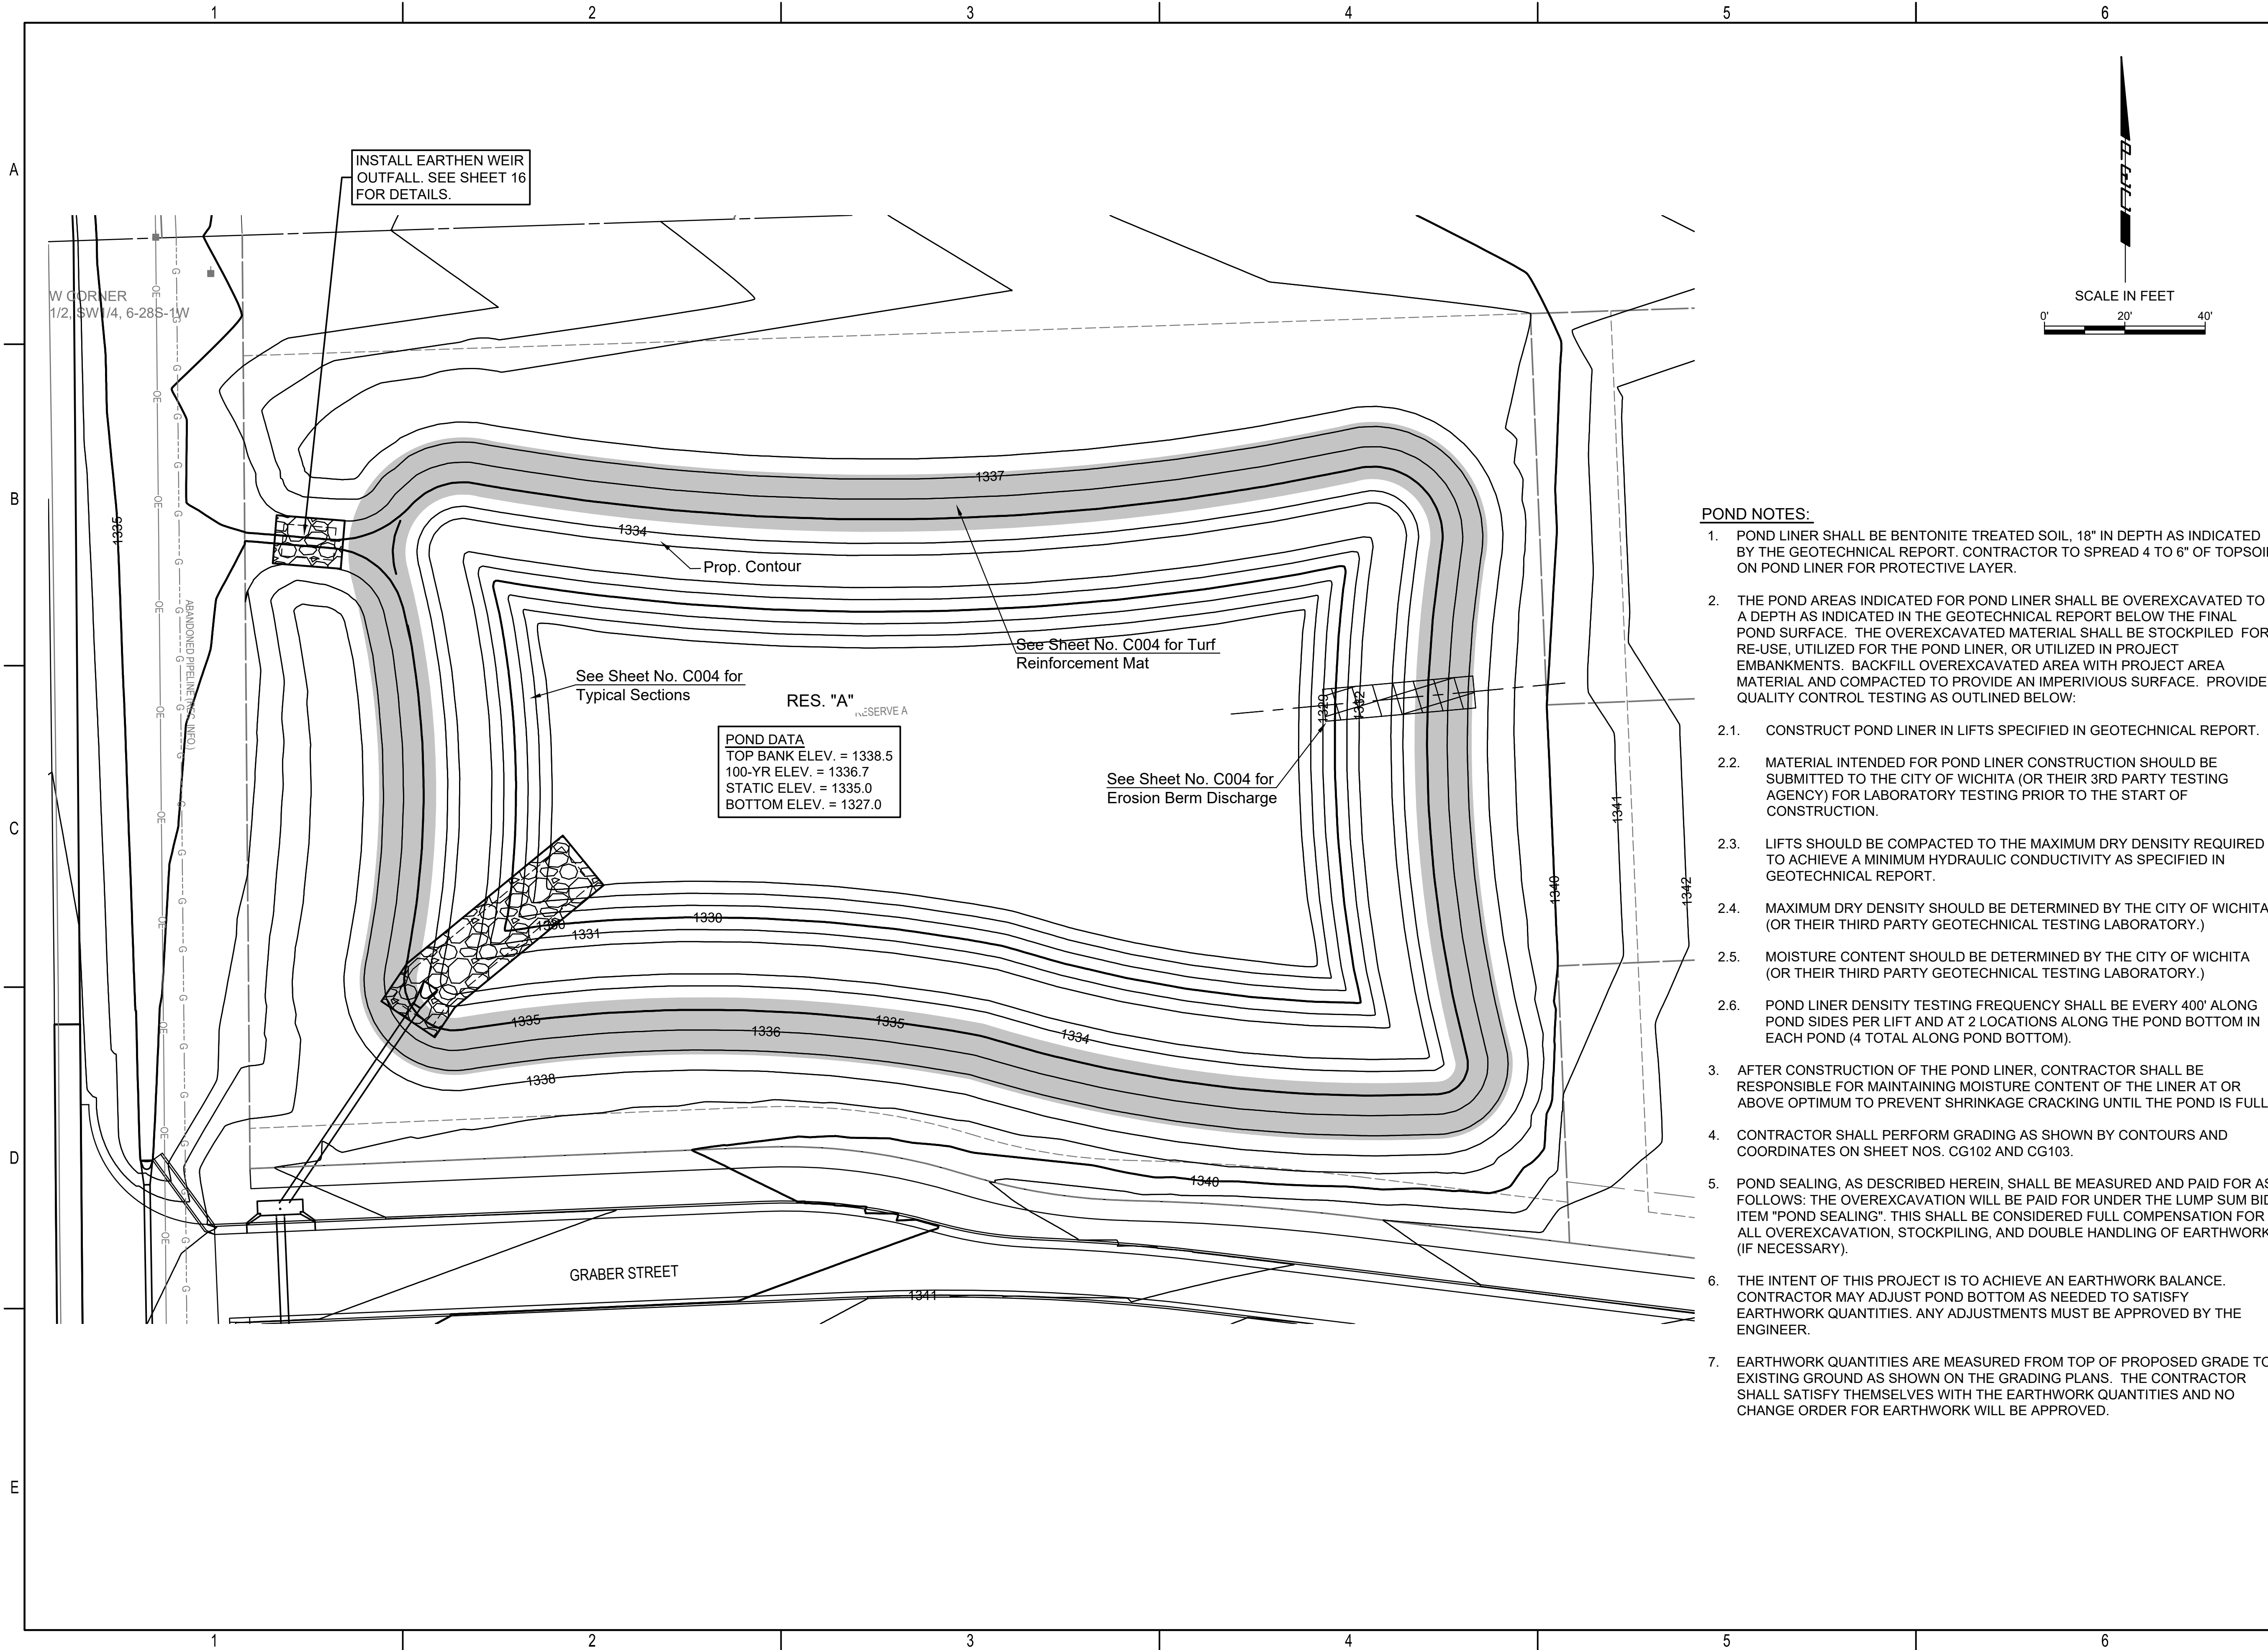 1 2 3 4 5 6
A
B
C
D
E
INSTALL EARTHEN WEIR
OUTFALL. SEE SHEET 16
FOR DETAILS.
W CORNER
1/2, SW1/4, 6-28S-1W
OE
G
1335
ABANDONED PIPELINE (REC. INFO.)
1337
1334
Prop. Contour
See Sheet No. C004 for Turf
Reinforcement Mat
See Sheet No. C004 for
Typical Sections
RES. "A"
RESERVE A
POND DATA
TOP BANK ELEV. = 1338.5
100-YR ELEV. = 1336.7
STATIC ELEV. = 1335.0
BOTTOM ELEV. = 1327.0
1329
1332
See Sheet No. C004 for
Erosion Berm Discharge
1341
1340
1342
1330
1330
1331
1335
1335
1336
1334
1338
1340
GRABER STREET
1341
SCALE IN FEET
0' 20' 40'
POND NOTES:
1. POND LINER SHALL BE BENTONITE TREATED SOIL, 18" IN DEPTH AS INDICATED
BY THE GEOTECHNICAL REPORT. CONTRACTOR TO SPREAD 4 TO 6" OF TOPSOIL
ON POND LINER FOR PROTECTIVE LAYER.
2. THE POND AREAS INDICATED FOR POND LINER SHALL BE OVEREXCAVATED TO
A DEPTH AS INDICATED IN THE GEOTECHNICAL REPORT BELOW THE FINAL
POND SURFACE. THE OVEREXCAVATED MATERIAL SHALL BE STOCKPILED FOR
RE-USE, UTILIZED FOR THE POND LINER, OR UTILIZED IN PROJECT
EMBANKMENTS. BACKFILL OVEREXCAVATED AREA WITH PROJECT AREA
MATERIAL AND COMPACTED TO PROVIDE AN IMPERIVIOUS SURFACE. PROVIDE
QUALITY CONTROL TESTING AS OUTLINED BELOW:
2.1. CONSTRUCT POND LINER IN LIFTS SPECIFIED IN GEOTECHNICAL REPORT.
2.2. MATERIAL INTENDED FOR POND LINER CONSTRUCTION SHOULD BE
SUBMITTED TO THE CITY OF WICHITA (OR THEIR 3RD PARTY TESTING
AGENCY) FOR LABORATORY TESTING PRIOR TO THE START OF
CONSTRUCTION.
2.3. LIFTS SHOULD BE COMPACTED TO THE MAXIMUM DRY DENSITY REQUIRED
TO ACHIEVE A MINIMUM HYDRAULIC CONDUCTIVITY AS SPECIFIED IN
GEOTECHNICAL REPORT.
2.4. MAXIMUM DRY DENSITY SHOULD BE DETERMINED BY THE CITY OF WICHITA
(OR THEIR THIRD PARTY GEOTECHNICAL TESTING LABORATORY.)
2.5. MOISTURE CONTENT SHOULD BE DETERMINED BY THE CITY OF WICHITA
(OR THEIR THIRD PARTY GEOTECHNICAL TESTING LABORATORY.)
2.6. POND LINER DENSITY TESTING FREQUENCY SHALL BE EVERY 400' ALONG
POND SIDES PER LIFT AND AT 2 LOCATIONS ALONG THE POND BOTTOM IN
EACH POND (4 TOTAL ALONG POND BOTTOM).
3. AFTER CONSTRUCTION OF THE POND LINER, CONTRACTOR SHALL BE
RESPONSIBLE FOR MAINTAINING MOISTURE CONTENT OF THE LINER AT OR
ABOVE OPTIMUM TO PREVENT SHRINKAGE CRACKING UNTIL THE POND IS FULL
4. CONTRACTOR SHALL PERFORM GRADING AS SHOWN BY CONTOURS AND
COORDINATES ON SHEET NOS. CG102 AND CG103.
5. POND SEALING, AS DESCRIBED HEREIN, SHALL BE MEASURED AND PAID FOR AS
FOLLOWS: THE OVEREXCAVATION WILL BE PAID FOR UNDER THE LUMP SUM BID
ITEM "POND SEALING". THIS SHALL BE CONSIDERED FULL COMPENSATION FOR
ALL OVEREXCAVATION, STOCKPILING, AND DOUBLE HANDLING OF EARTHWORK
(IF NECESSARY).
6. THE INTENT OF THIS PROJECT IS TO ACHIEVE AN EARTHWORK BALANCE.
CONTRACTOR MAY ADJUST POND BOTTOM AS NEEDED TO SATISFY
EARTHWORK QUANTITIES. ANY ADJUSTMENTS MUST BE APPROVED BY THE
ENGINEER.
7. EARTHWORK QUANTITIES ARE MEASURED FROM TOP OF PROPOSED GRADE TO
EXISTING GROUND AS SHOWN ON THE GRADING PLANS. THE CONTRACTOR
SHALL SATISFY THEMSELVES WITH THE EARTHWORK QUANTITIES AND NO
CHANGE ORDER FOR EARTHWORK WILL BE APPROVED.
1 2 3 4 5 6